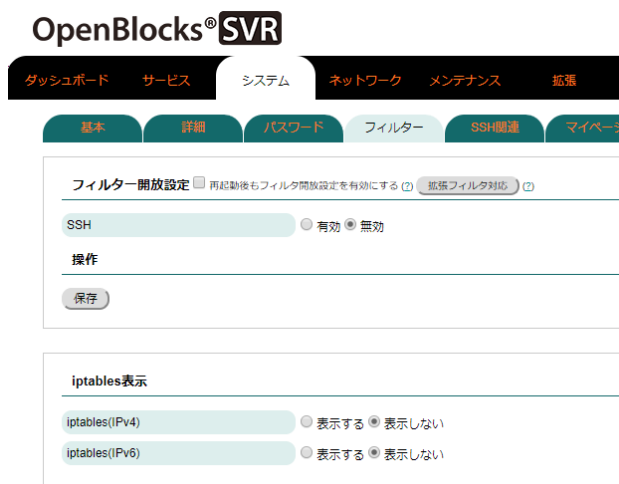 OpenBlocks® SVR
ダッシュボード サービス システム ネットワーク メンテナンス 拡張
基本 詳細 パスワード フィルター SSH関連 マイページ
フィルター開放設定 再起動後もフィルタ開放設定を有効にする (?) 拡張フィルタ対応 (?)
SSH 有効 無効
操作
保存
iptables表示
iptables(IPv4) 表示する 表示しない
iptables(IPv6) 表示する 表示しない